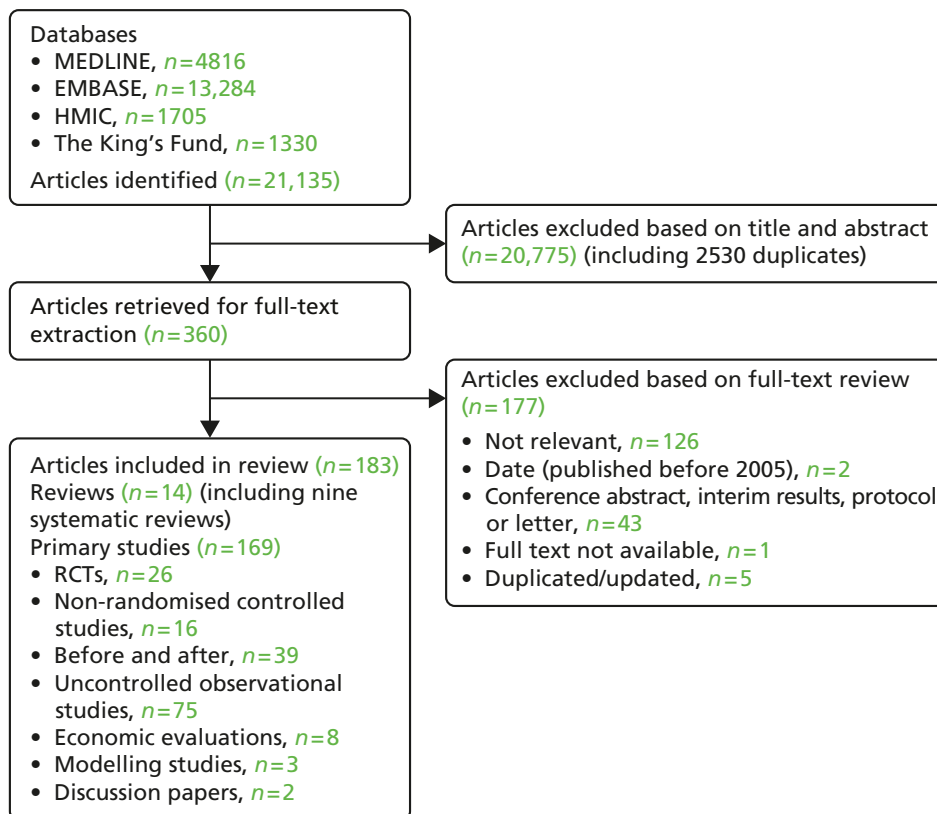 Databases
• MEDLINE, n=4816
• EMBASE, n=13,284
• HMIC, n=1705
• The King's Fund, n=1330
Articles identified (n=21,135)
Articles excluded based on title and abstract
(n=20,775) (including 2530 duplicates)
Articles retrieved for full-text
extraction (n=360)
Articles excluded based on full-text review
(n=177)
• Not relevant, n=126
• Date (published before 2005), n=2
• Conference abstract, interim results, protocol
or letter, n=43
• Full text not available, n=1
• Duplicated/updated, n=5
Articles included in review (n=183)
Reviews (n=14) (including nine
systematic reviews)
Primary studies (n=169)
• RCTs, n=26
• Non-randomised controlled
studies, n=16
• Before and after, n=39
• Uncontrolled observational
studies, n=75
• Economic evaluations, n=8
• Modelling studies, n=3
• Discussion papers, n=2